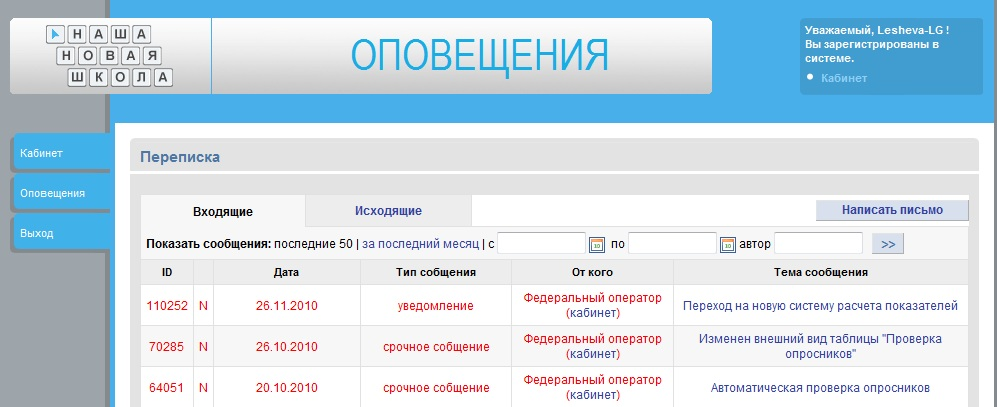 НАША
НОВАЯ
ШКОЛА
ОПОВЕЩЕНИЯ
Уважаемый, Lesheva-LG !
Вы зарегистрированы в
системе.
Кабинет
Кабинет
Оповещения
Выход
Переписка
Входящие
Исходящие
Написать письмо
Показать сообщения: последние 50 | за последний месяц | с 10 по 10 автор >>
ID Дата Тип собщения От кого Тема сообщения
110252 N 26.11.2010 уведомление Федеральный оператор (кабинет) Переход на новую систему расчета показателей
70285 N 26.10.2010 срочное собщение Федеральный оператор (кабинет) Изменен внешний вид таблицы "Проверка опросников"
64051 N 20.10.2010 срочное собщение Федеральный оператор (кабинет) Автоматическая проверка опросников